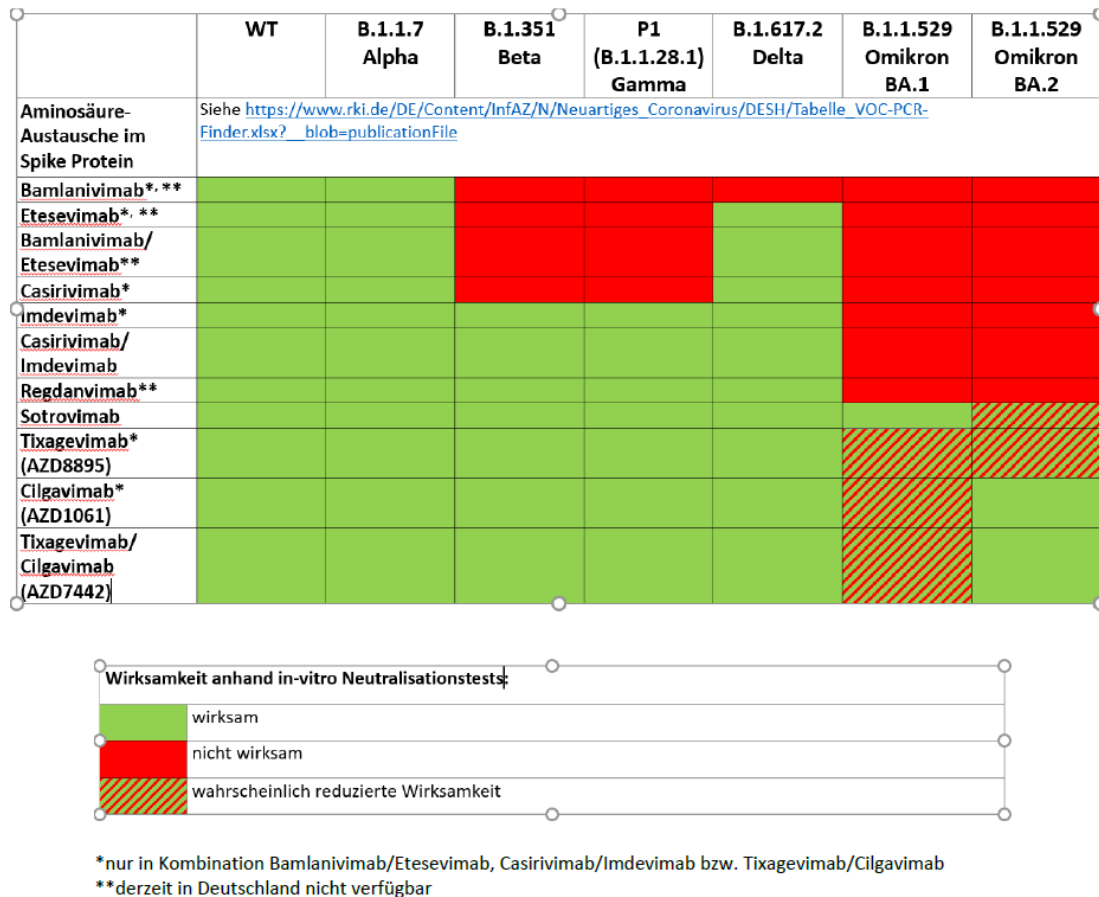 WT
B.1.1.7
Alpha
B.1.351
Beta
P1
(B.1.1.28.1)
Gamma
B.1.617.2
Delta
B.1.1.529
Omikron
BA.1
B.1.1.529
Omikron
BA.2
Aminosäure-
Austausche im
Spike Protein
Siehe https://www.rki.de/DE/Content/InfAZ/N/Neuartiges_Coronavirus/DESH/Tabelle_VOC-PCR-
Finder.xlsx?__blob=publicationFile
Bamlanivimab*, **
Etesevimab*, **
Bamlanivimab/
Etesevimab**
Casirivimab*
Imdevimab*
Casirivimab/
Imdevimab
Regdanvimab**
Sotrovimab
Tixagevimab*
(AZD8895)
Cilgavimab*
(AZD1061)
Tixagevimab/
Cilgavimab
(AZD7442)
Wirksamkeit anhand in-vitro Neutralisationstests:
wirksam
nicht wirksam
wahrscheinlich reduzierte Wirksamkeit
*nur in Kombination Bamlanivimab/Etesevimab, Casirivimab/Imdevimab bzw. Tixagevimab/Cilgavimab
**derzeit in Deutschland nicht verfügbar